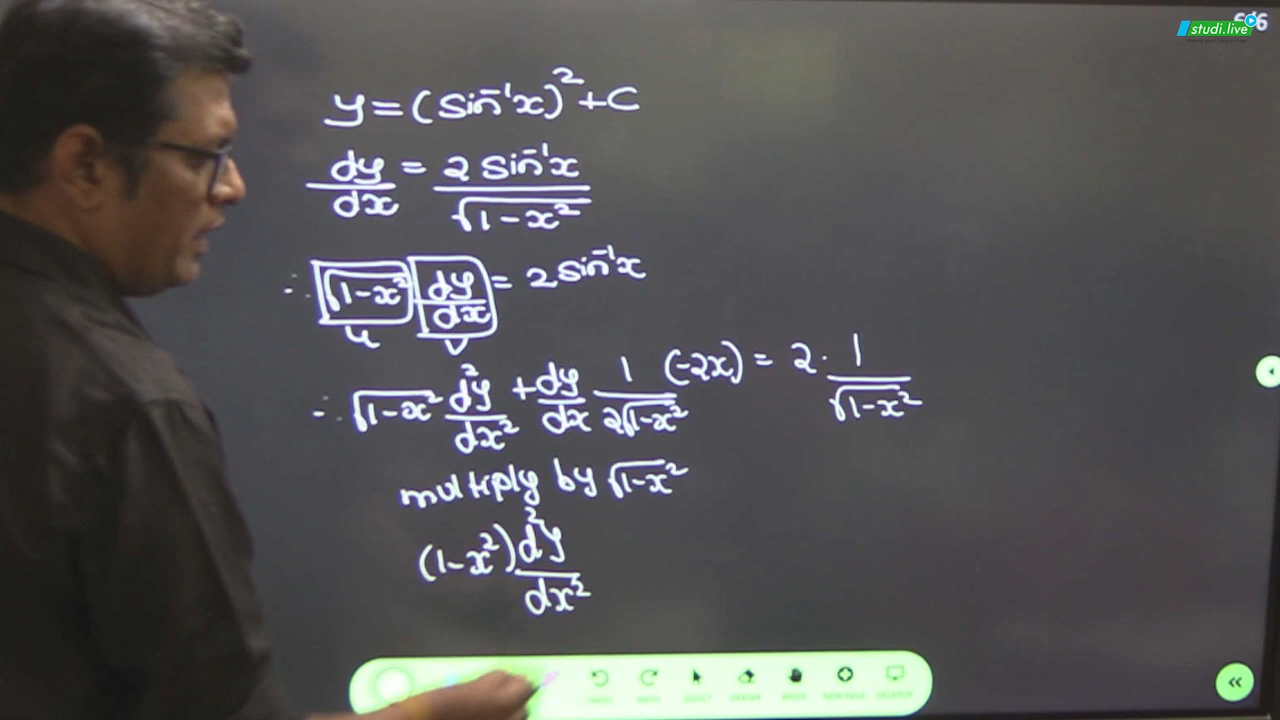 studi.live
y = (sin⁻¹x)² + C
dy/dx = 2 sin⁻¹x / √1-x²
∴ √1-x² dy/dx = 2 sin⁻¹x
u v
∴ √1-x² d²y/dx² + dy/dx 1/2√1-x² (-2x) = 2 · 1/√1-x²
multiply by √1-x²
(1-x²) d²y/dx²
SELECT ERASER